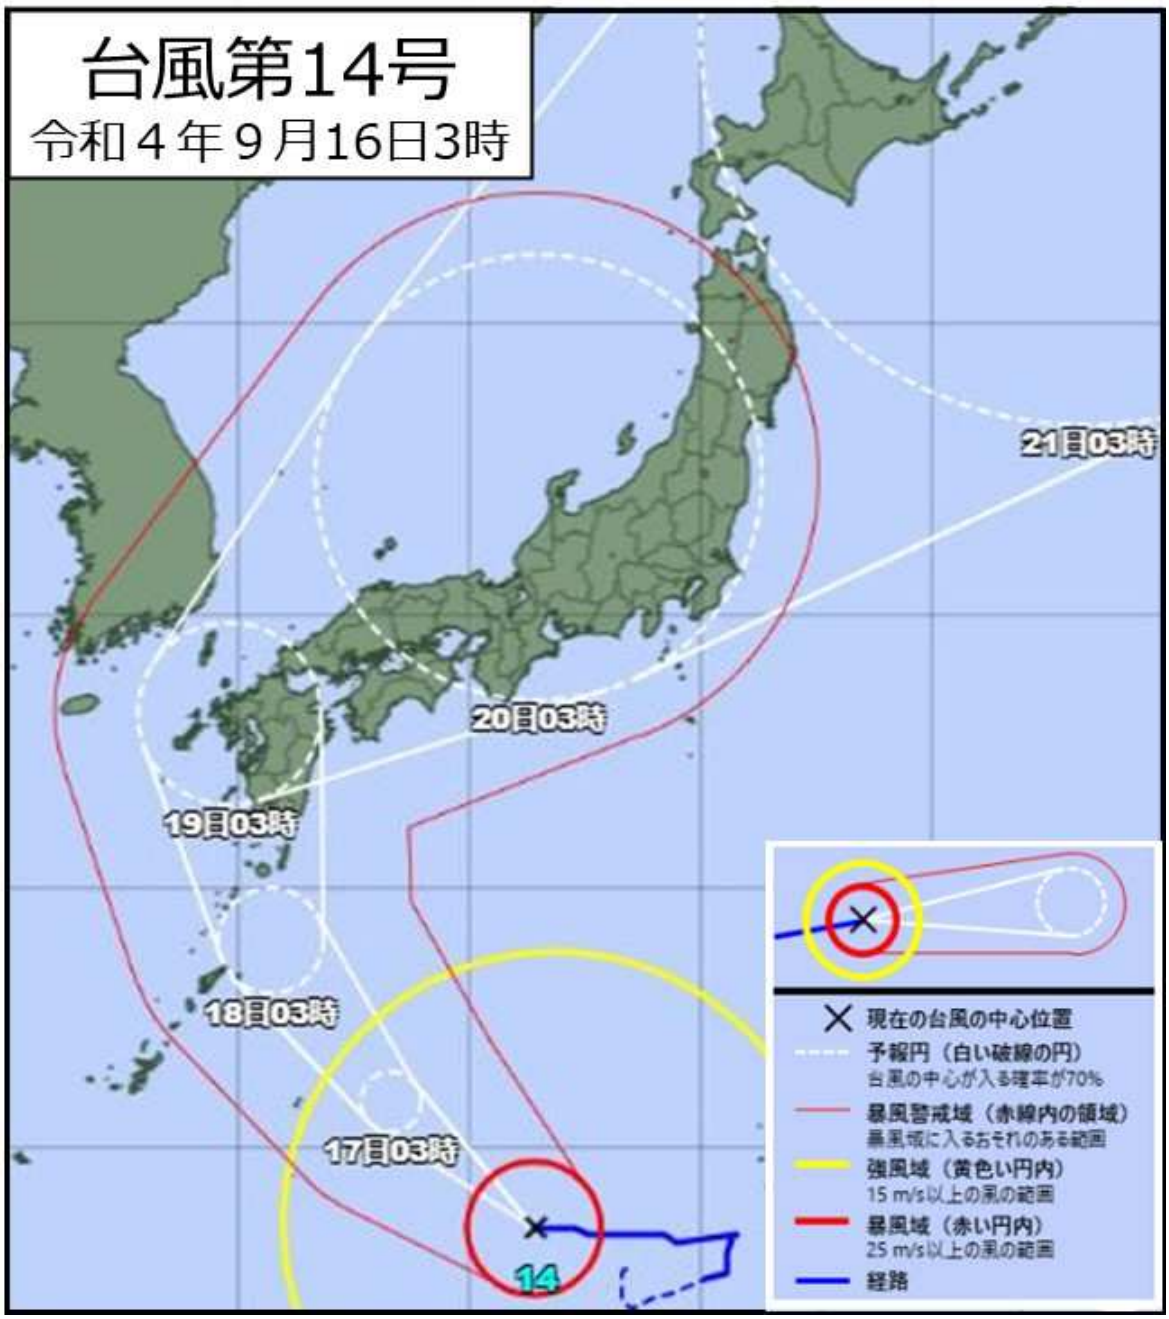 台風第14号
令和４年９月16日3時
21日03時
20日03時
19日03時
18日03時
17日03時
14
現在の台風の中心位置
予報円（白い破線の円）
台風の中心が入る確率が70%
暴風警戒域（赤線内の領域）
暴風域に入るおそれのある範囲
強風域（黄色い円内）
15 m/s以上の風の範囲
暴風域（赤い円内）
25 m/s以上の風の範囲
経路